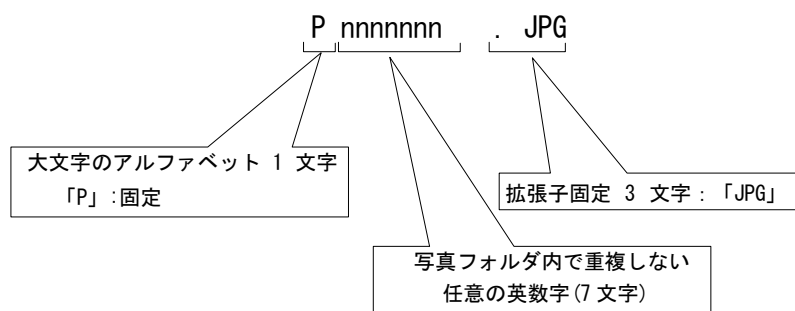 P nnnnnnn . JPG
大文字のアルファベット 1 文字
「P」:固定
拡張子固定 3 文字:「JPG」
写真フォルダ内で重複しない
任意の英数字(7文字)